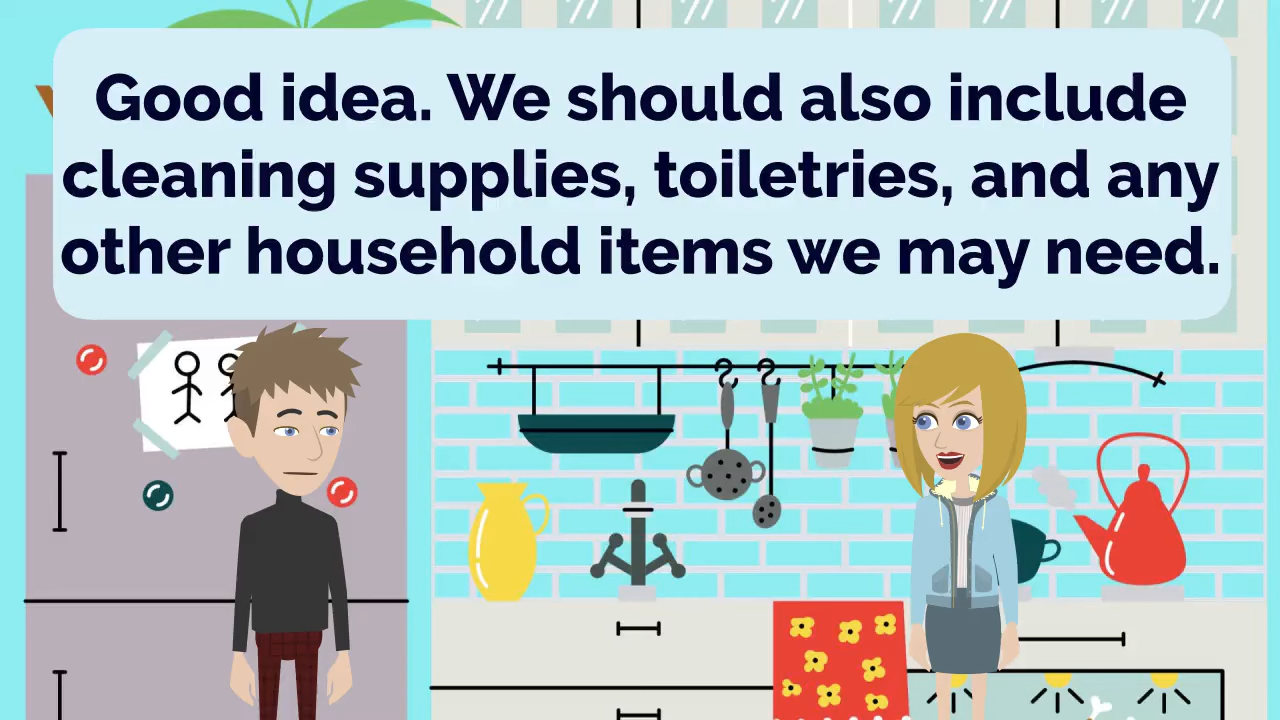 Good idea. We should also include
cleaning supplies, toiletries, and any
other household items we may need.